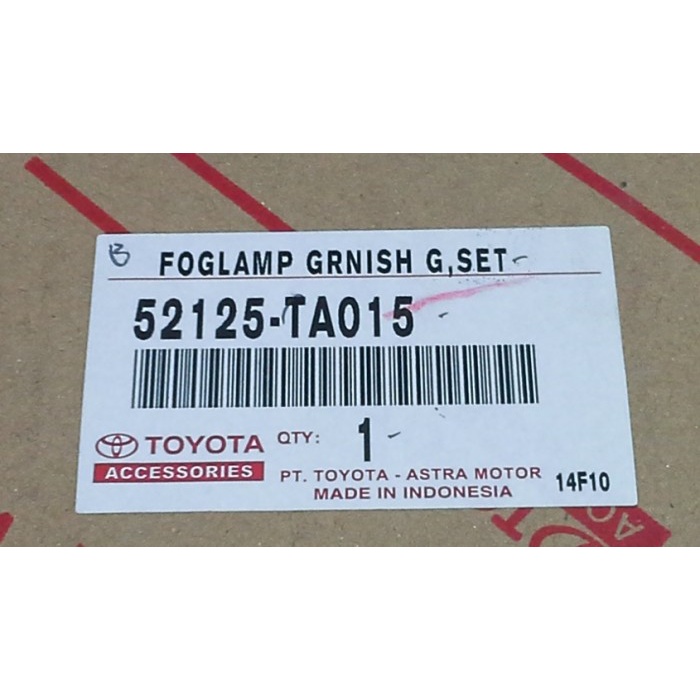 B
FOGLAMP GRNISH G,SET
52125-TA015
TOYOTA
ACCESSORIES
QTY: 1
PT. TOYOTA - ASTRA MOTOR
MADE IN INDONESIA
14F10